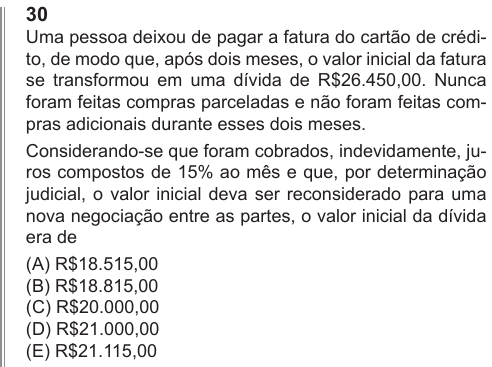 30
Uma pessoa deixou de pagar a fatura do cartão de crédi-
to, de modo que, após dois meses, o valor inicial da fatura
se transformou em uma dívida de R$26.450,00. Nunca
foram feitas compras parceladas e não foram feitas com-
pras adicionais durante esses dois meses.
Considerando-se que foram cobrados, indevidamente, ju-
ros compostos de 15% ao mês e que, por determinação
judicial, o valor inicial deva ser reconsiderado para uma
nova negociação entre as partes, o valor inicial da dívida
era de
(A) R$18.515,00
(B) R$18.815,00
(C) R$20.000,00
(D) R$21.000,00
(E) R$21.115,00